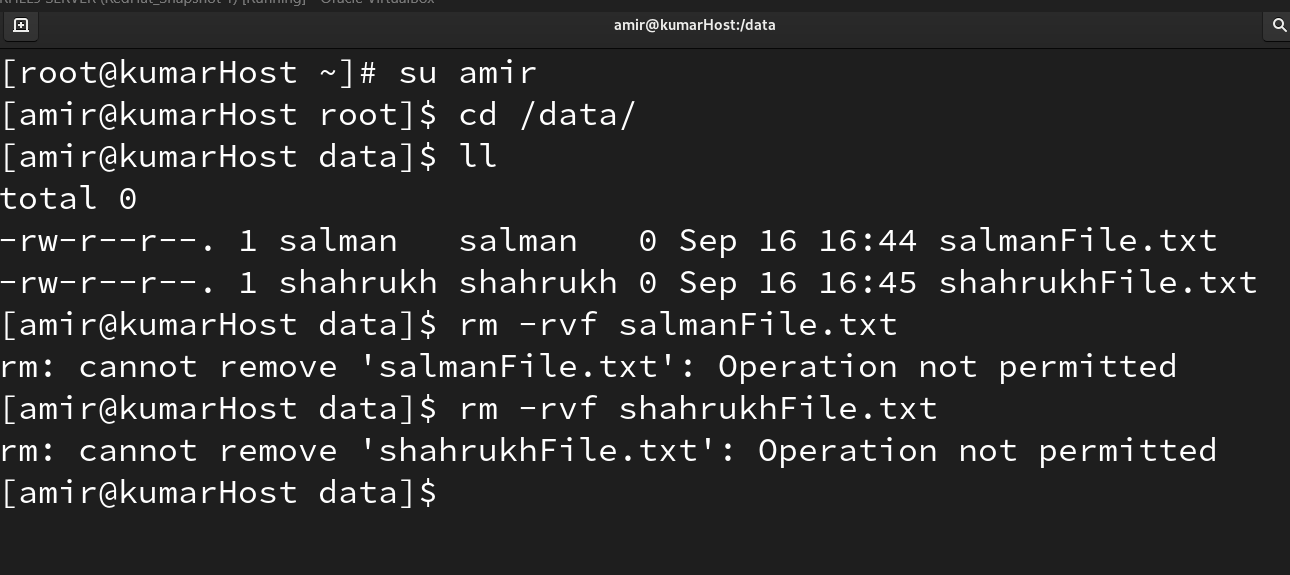 RHEL9 SERVER (RedHat_Snapshot 1) [Running] - Oracle VirtualBox
amir@kumarHost:/data
[root@kumarHost ~]# su amir
[amir@kumarHost root]$ cd /data/
[amir@kumarHost data]$ ll
total 0
-rw-r--r--. 1 salman   salman   0 Sep 16 16:44 salmanFile.txt
-rw-r--r--. 1 shahrukh shahrukh 0 Sep 16 16:45 shahrukhFile.txt
[amir@kumarHost data]$ rm -rvf salmanFile.txt
rm: cannot remove 'salmanFile.txt': Operation not permitted
[amir@kumarHost data]$ rm -rvf shahrukhFile.txt
rm: cannot remove 'shahrukhFile.txt': Operation not permitted
[amir@kumarHost data]$